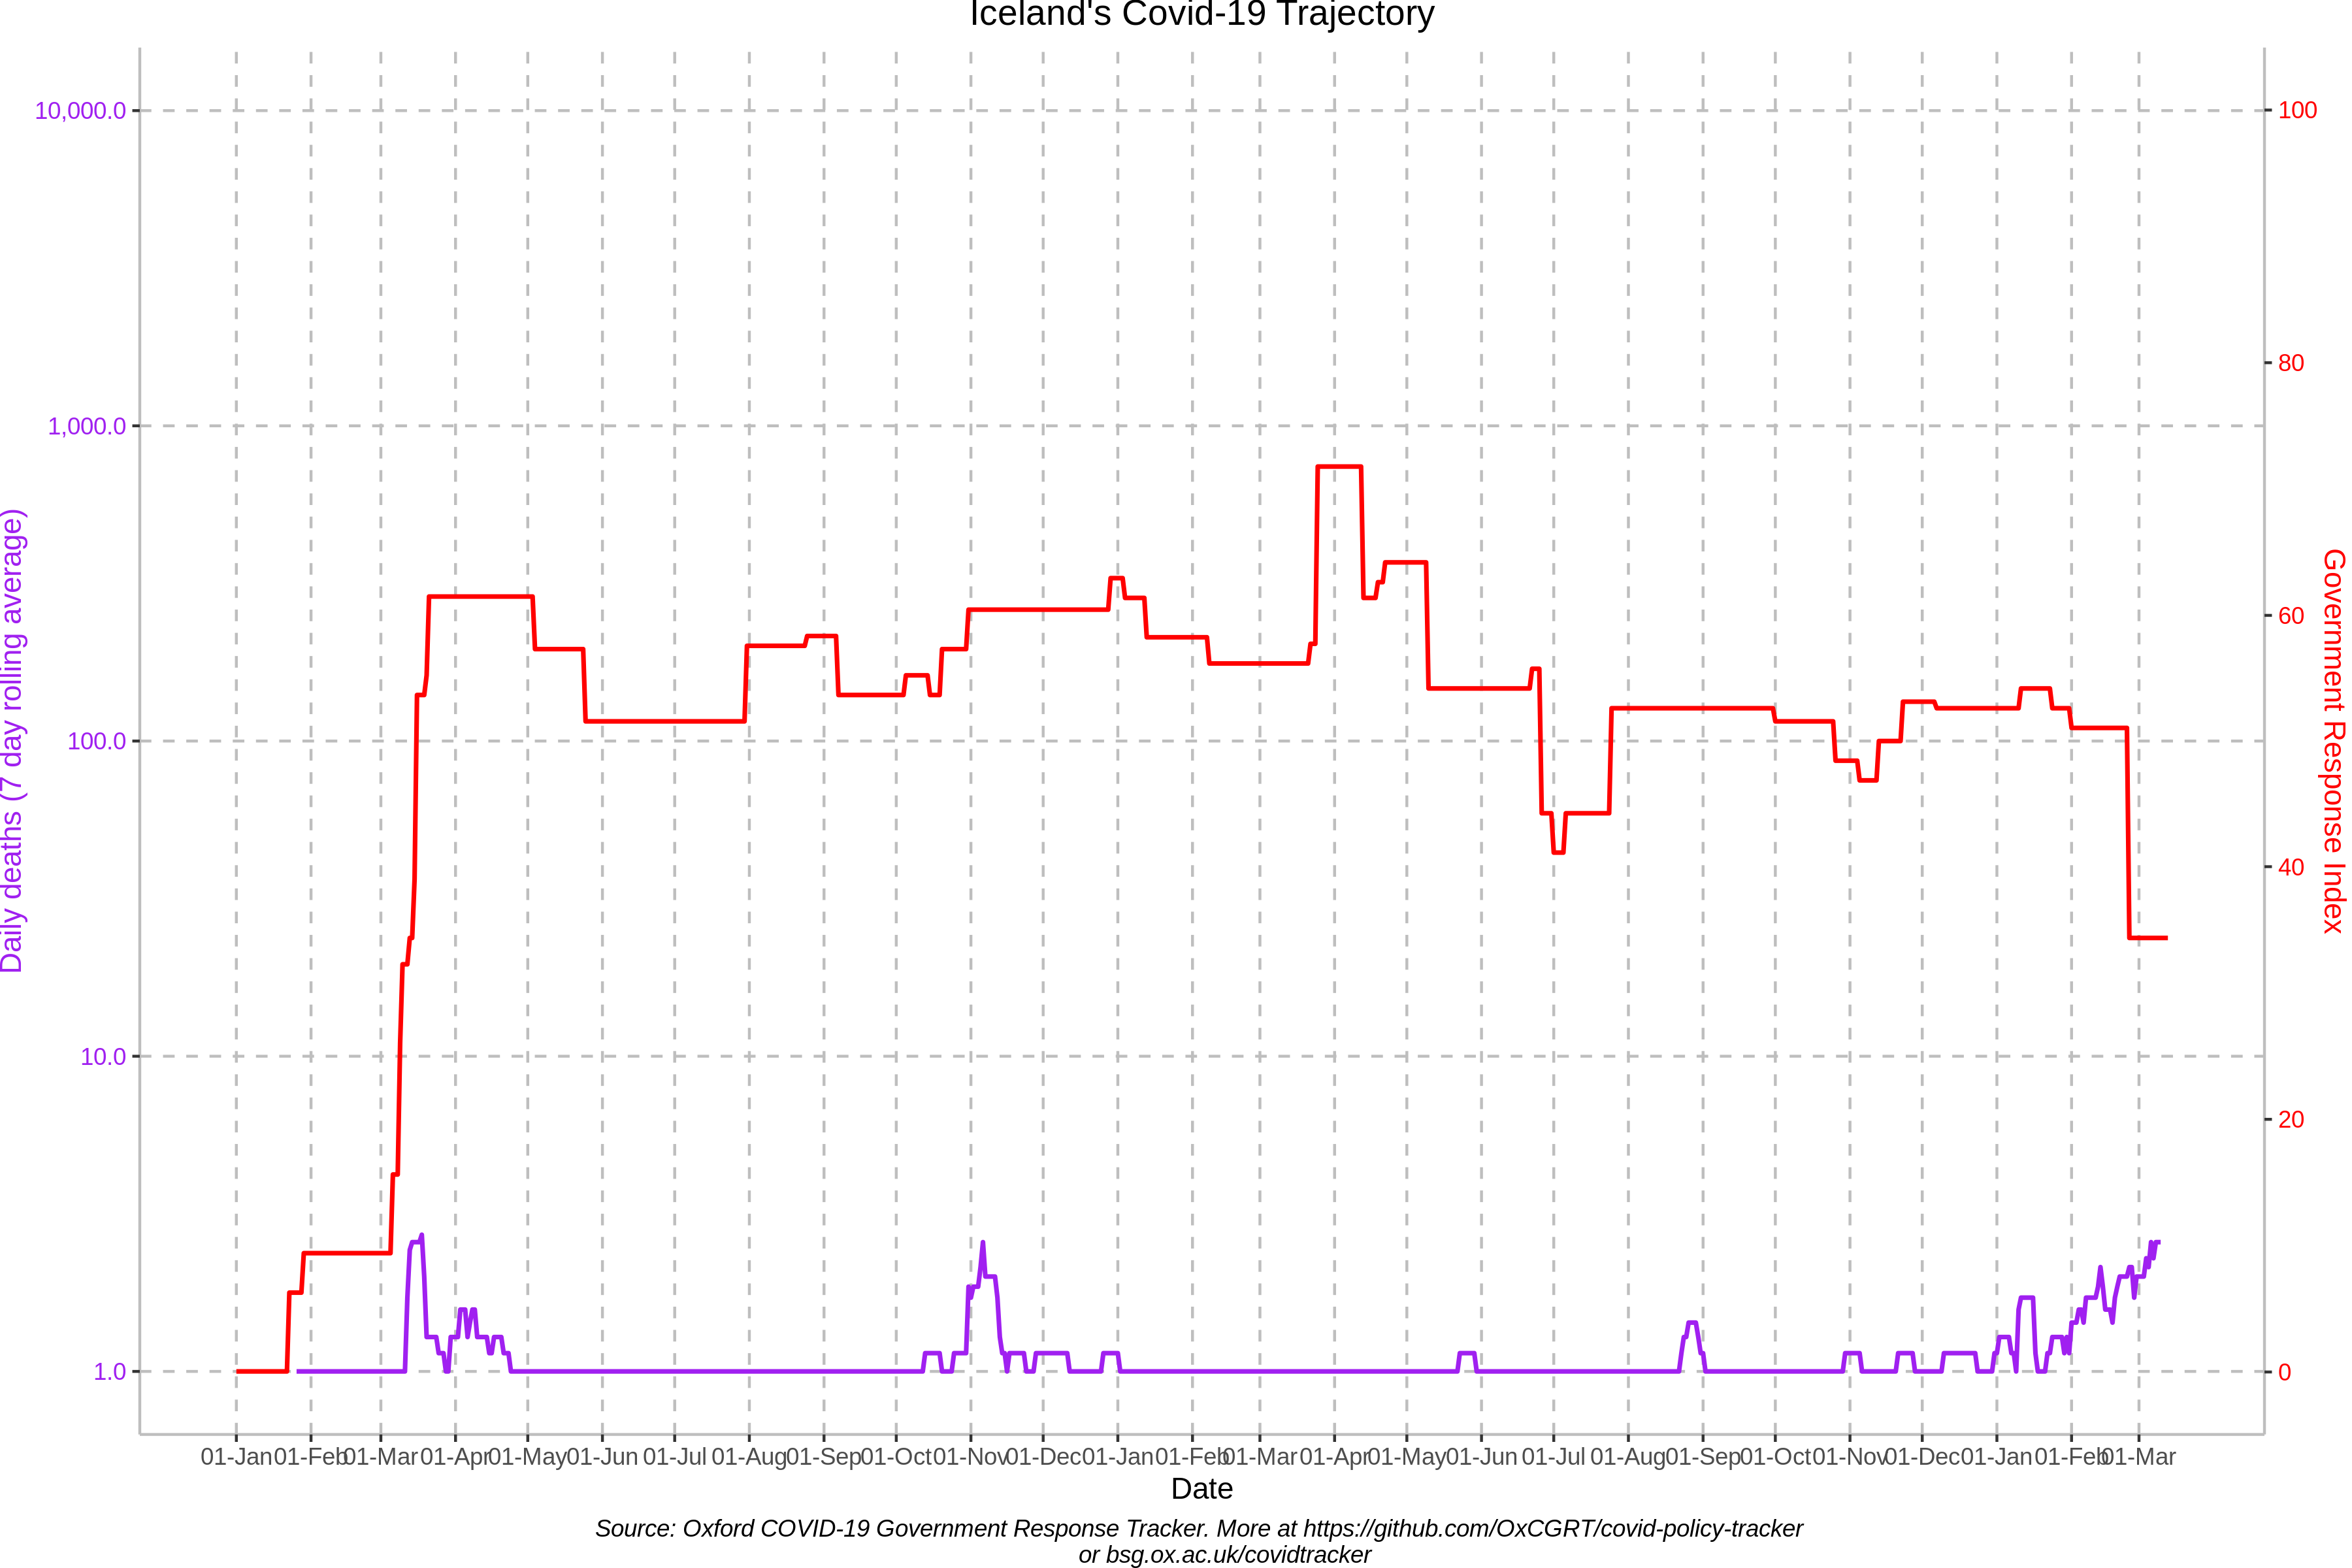 Iceland's Covid-19 Trajectory
10,000.0
1,000.0
100.0
10.0
1.0
Daily deaths (7 day rolling average)
100
80
60
40
20
0
Government Response Index
01-Jan 01-Feb 01-Mar 01-Apr 01-May 01-Jun 01-Jul 01-Aug 01-Sep 01-Oct 01-Nov 01-Dec 01-Jan 01-Feb 01-Mar 01-Apr 01-May 01-Jun 01-Jul 01-Aug 01-Sep 01-Oct 01-Nov 01-Dec 01-Jan 01-Feb 01-Mar
Date
Source: Oxford COVID-19 Government Response Tracker. More at https://github.com/OxCGRT/covid-policy-tracker
or bsg.ox.ac.uk/covidtracker